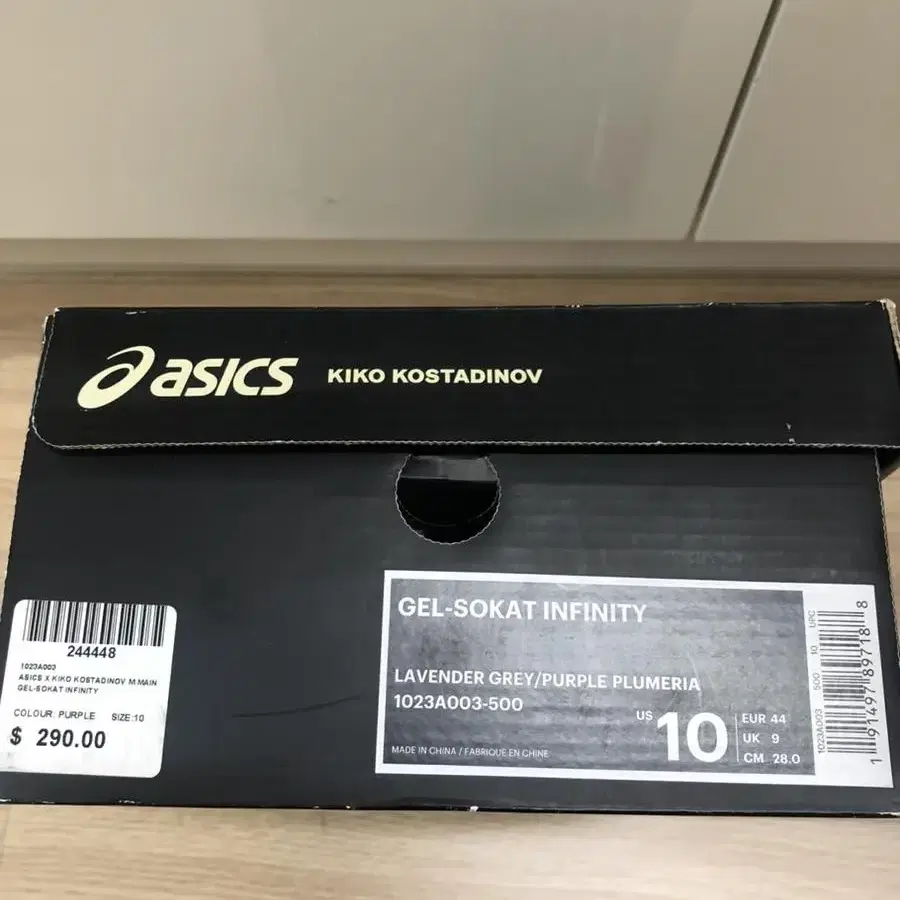 asics KIKO KOSTADINOV
244448
1023A003
ASICS X KIKO KOSTADINOV M.MAIN
GEL-SOKAT INFINITY
COLOUR: PURPLE SIZE:10
$ 290.00
GEL-SOKAT INFINITY
LAVENDER GREY/PURPLE PLUMERIA
1023A003-500
US 10
EUR 44
UK 9
CM 28.0
MADE IN CHINA / FABRIQUE EN CHINE
1023A003 500 10 UPC
1 91497 89718 8